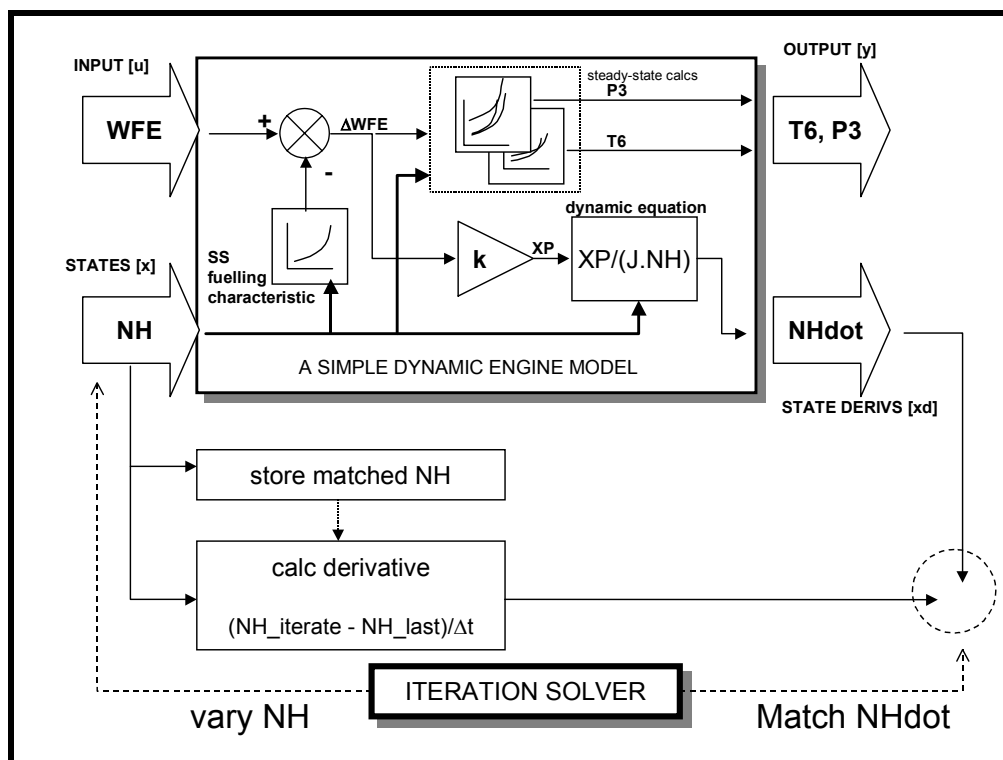 INPUT [u]
OUTPUT [y]
WFE
+
ΔWFE
-
steady-state calcs
P3
T6
T6, P3
STATES [x]
SS
fuelling
characteristic
k
XP
dynamic equation
XP/(J.NH)
NH
NHdot
A SIMPLE DYNAMIC ENGINE MODEL
STATE DERIVS [xd]
store matched NH
calc derivative
(NH_iterate - NH_last)/Δt
ITERATION SOLVER
vary NH
Match NHdot